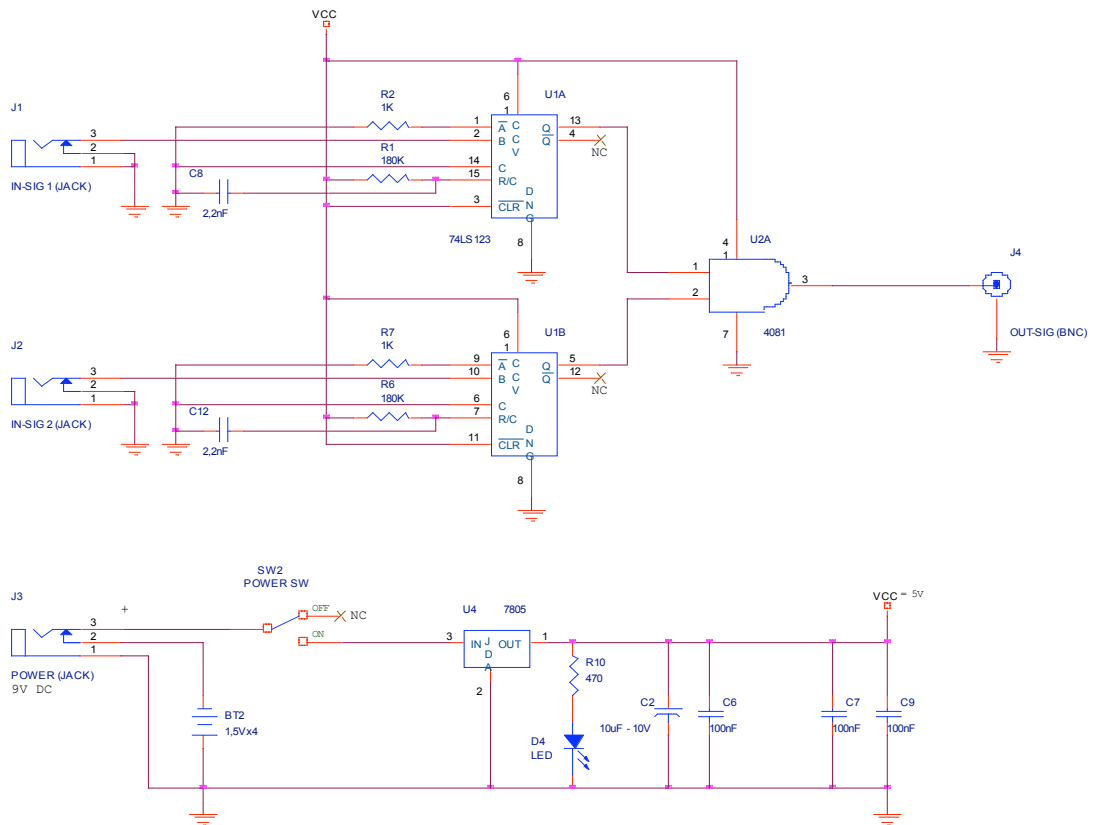 VCC
J1
3
2
1
IN-SIG 1 (JACK)
C8
2,2nF
R2
1K
R1
180K
U1A
6
1
1
2
14
15
3
A
B
C
R/C
CLR
C
C
V
D
N
G
Q
Q
13
4
NC
74LS123
8
U2A
4
1
1
2
3
7
4081
J4
OUT-SIG (BNC)
J2
3
2
1
IN-SIG 2 (JACK)
C12
2,2nF
R7
1K
R6
180K
U1B
6
1
9
10
6
7
11
A
B
C
R/C
CLR
C
C
V
D
N
G
Q
Q
5
12
NC
8
J3
+
3
2
1
POWER (JACK)
9V DC
SW2
POWER SW
OFF
NC
ON
BT2
1,5Vx4
U4
7805
3
IN
J
D
A
OUT
1
2
R10
470
D4
LED
C2
10uF - 10V
C6
100nF
C7
100nF
C9
100nF
VCC = 5V